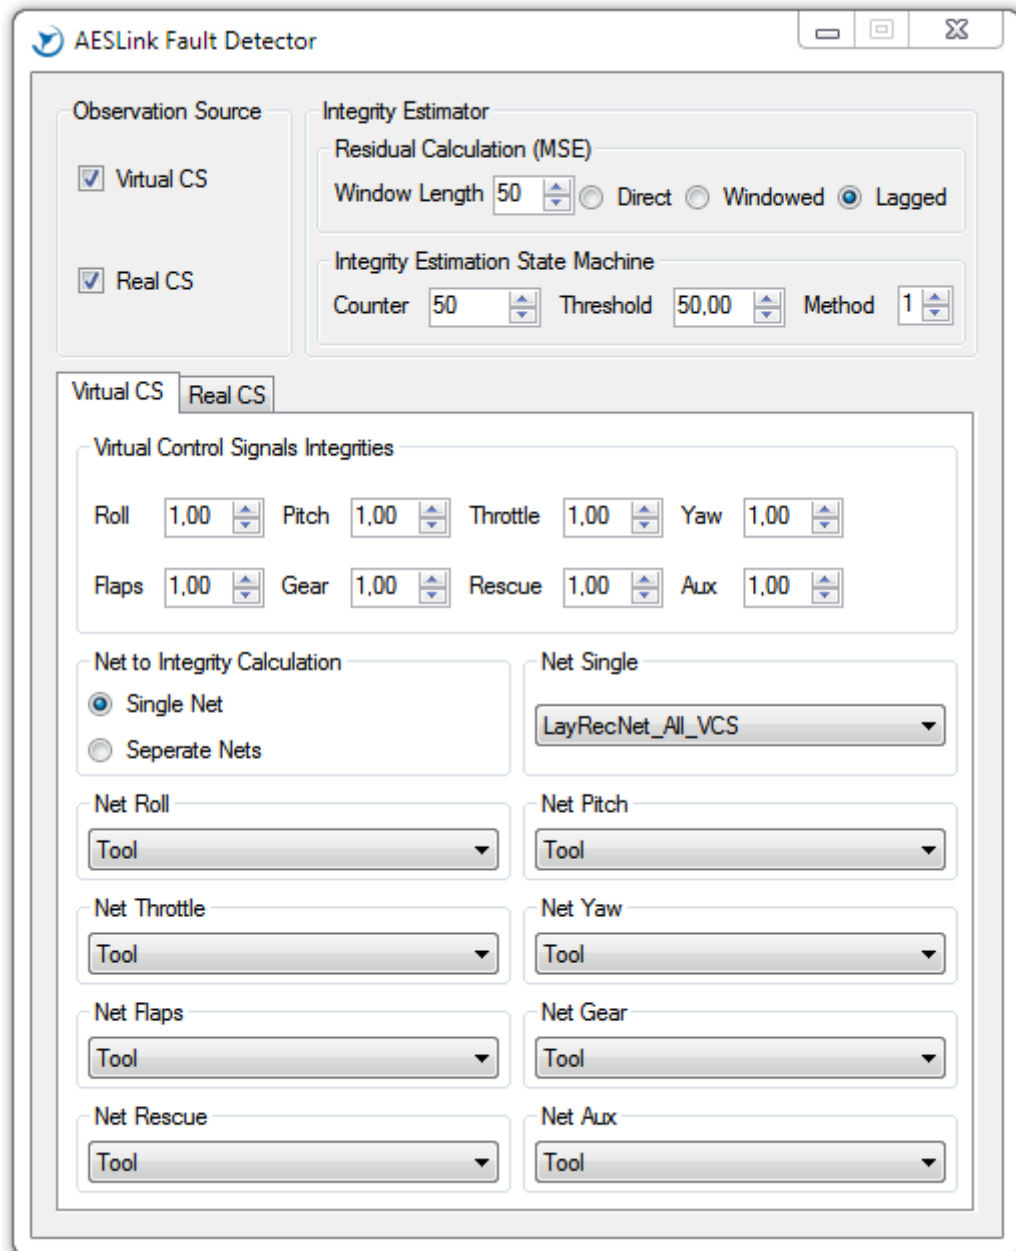 AESLink Fault Detector
Observation Source
Virtual CS
Real CS
Integrity Estimator
Residual Calculation (MSE)
Window Length 50 Direct Windowed Lagged
Integrity Estimation State Machine
Counter 50 Threshold 50,00 Method 1
Virtual CS Real CS
Virtual Control Signals Integrities
Roll 1,00 Pitch 1,00 Throttle 1,00 Yaw 1,00
Flaps 1,00 Gear 1,00 Rescue 1,00 Aux 1,00
Net to Integrity Calculation
Single Net
Seperate Nets
Net Single
LayRecNet_All_VCS
Net Roll
Tool
Net Pitch
Tool
Net Throttle
Tool
Net Yaw
Tool
Net Flaps
Tool
Net Gear
Tool
Net Rescue
Tool
Net Aux
Tool